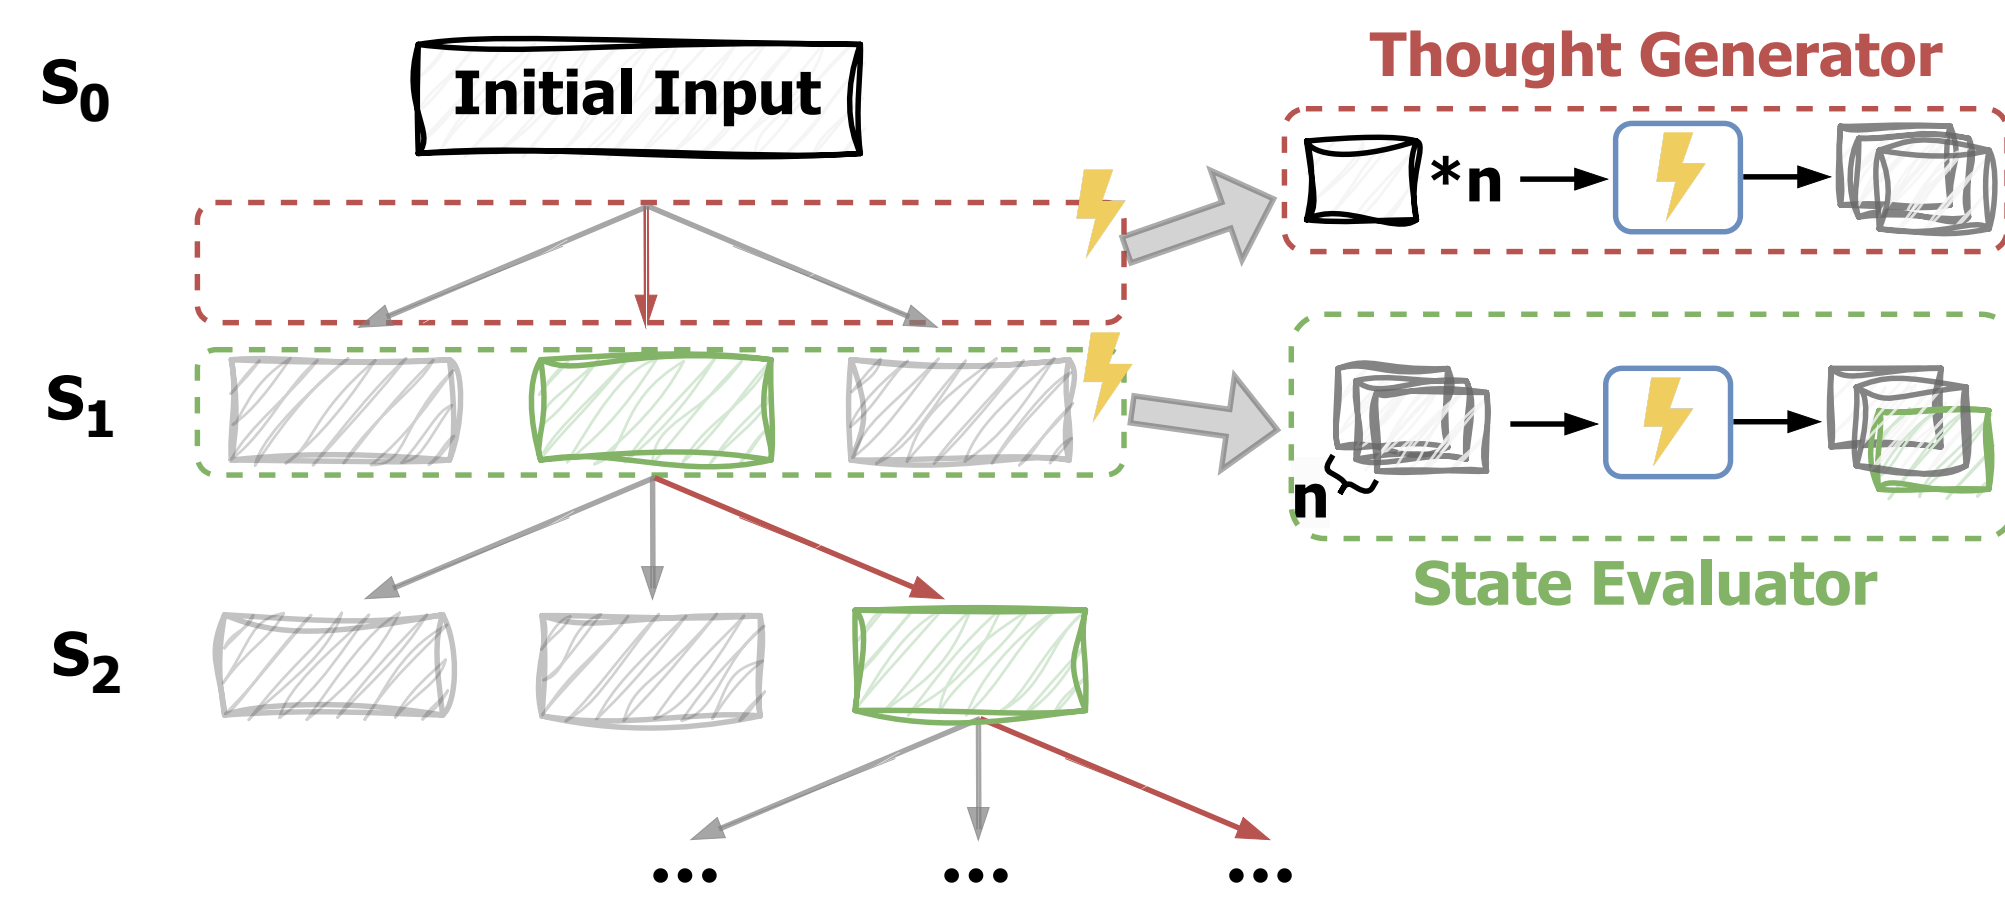 S0
Initial Input
Thought Generator
*n
S1
n
State Evaluator
S2
...
...
...